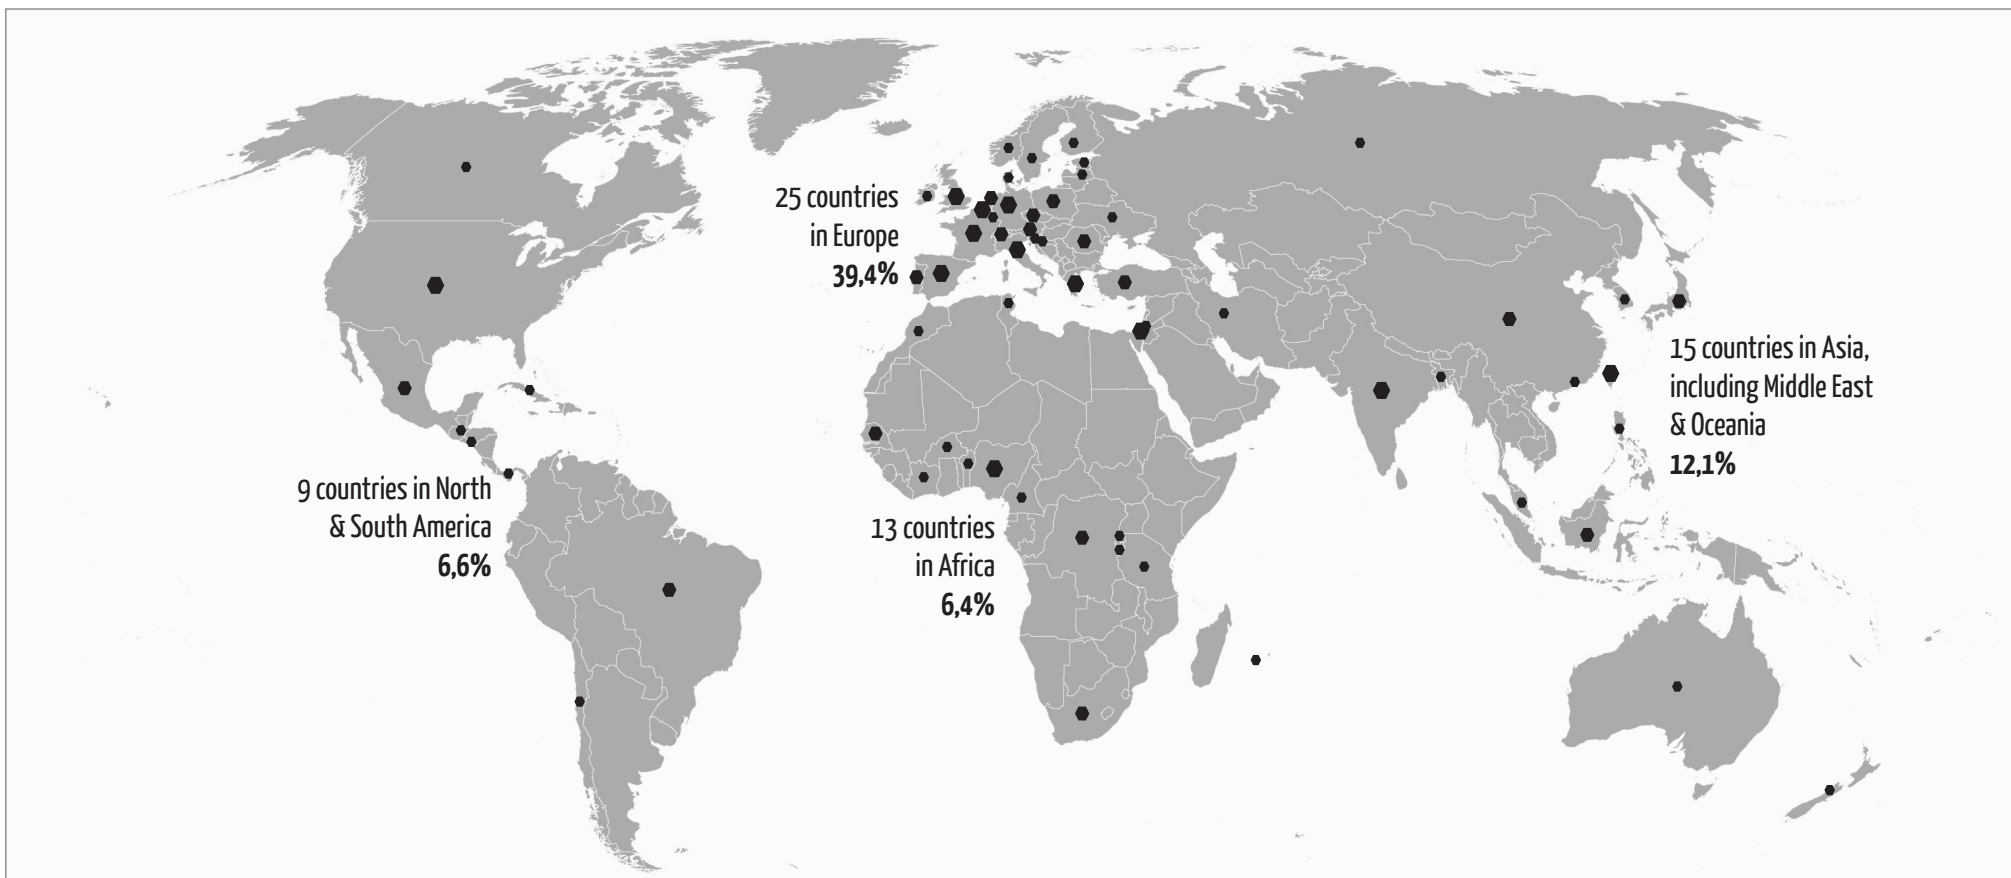 25 countries
in Europe
39,4%
15 countries in Asia,
including Middle East
& Oceania
12,1%
9 countries in North
& South America
6,6%
13 countries
in Africa
6,4%